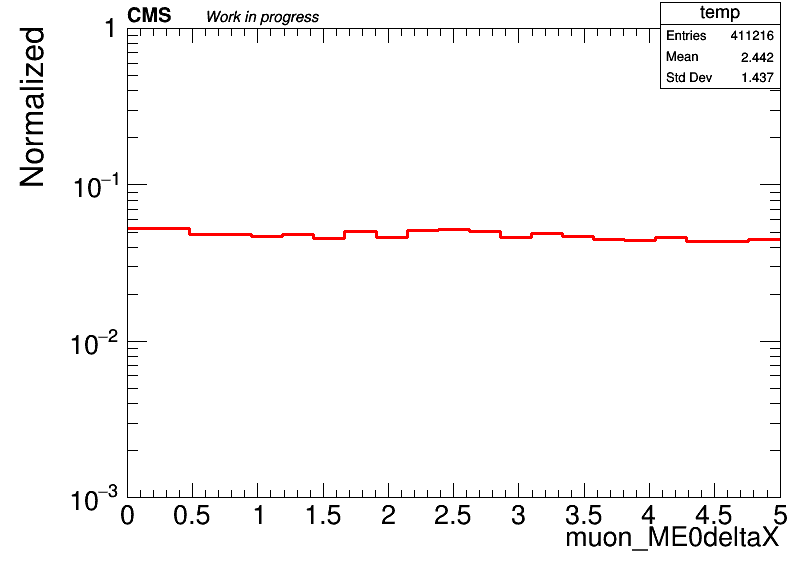 CMS Work in progress
temp
Entries 411216
Mean 2.442
Std Dev 1.437
Normalized
1
10⁻¹
10⁻²
10⁻³
0 0.5 1 1.5 2 2.5 3 3.5 4 4.5 5
muon_ME0deltaX